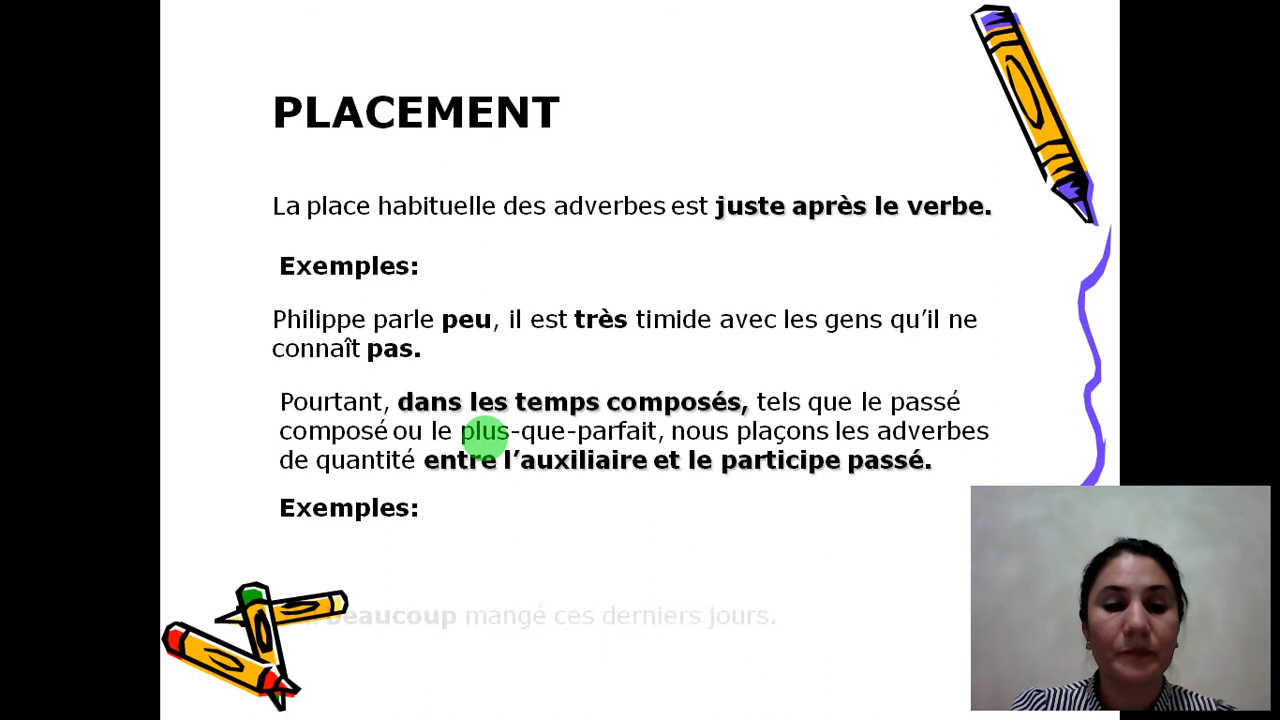 PLACEMENT
La place habituelle des adverbes est juste après le verbe.
Exemples:
Philippe parle peu, il est très timide avec les gens qu’il ne
connaît pas.
Pourtant, dans les temps composés, tels que le passé
composé ou le plus-que-parfait, nous plaçons les adverbes
de quantité entre l’auxiliaire et le participe passé.
Exemples:
beaucoup mangé ces derniers jours.